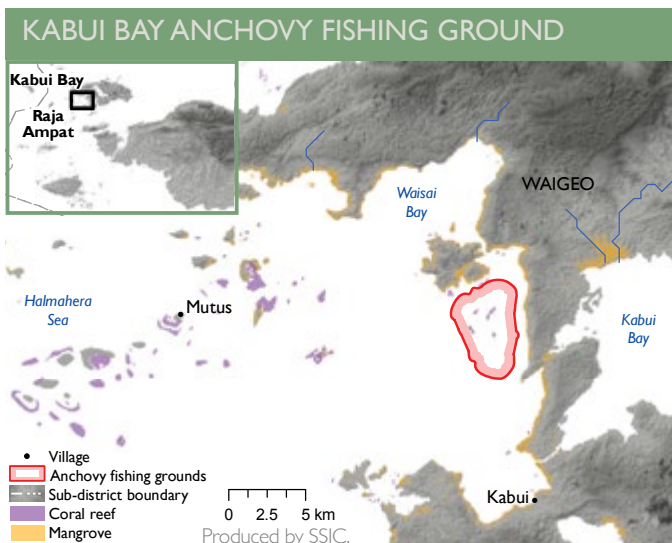 KABUI BAY ANCHOVY FISHING GROUND
Kabui Bay
Raja
Ampat
WAIGEO
Waisai
Bay
Halmahera
Sea
Mutus
Kabui
Bay
Village
Anchovy fishing grounds
Sub-district boundary
Coral reef
Mangrove
0 2.5 5 km
Produced by SSIC.
Kabui